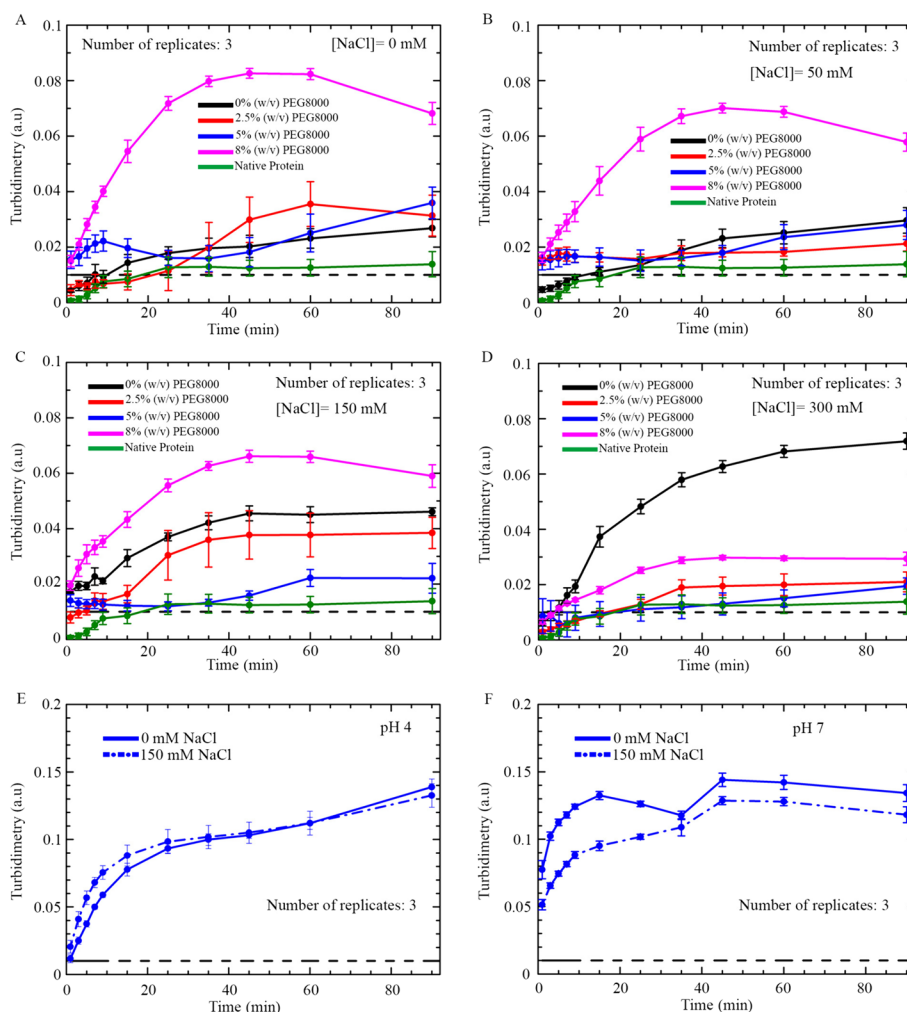 A
Number of replicates: 3
[NaCl]= 0 mM
0% (w/v) PEG8000
2.5% (w/v) PEG8000
5% (w/v) PEG8000
8% (w/v) PEG8000
Native Protein
Turbidimetry (a.u)
0.1
0.08
0.06
0.04
0.02
0
0 20 40 60 80
Time (min)
B
Number of replicates: 3
[NaCl]= 50 mM
0% (w/v) PEG8000
2.5% (w/v) PEG8000
5% (w/v) PEG8000
8% (w/v) PEG8000
Native Protein
Turbidimetry (a.u)
0.1
0.08
0.06
0.04
0.02
0
0 20 40 60 80
Time (min)
C
0% (w/v) PEG8000
2.5% (w/v) PEG8000
5% (w/v) PEG8000
8% (w/v) PEG8000
Native Protein
Number of replicates: 3
[NaCl]= 150 mM
Turbidimetry (a.u)
0.1
0.08
0.06
0.04
0.02
0
0 20 40 60 80
Time (min)
D
0% (w/v) PEG8000
2.5% (w/v) PEG8000
5% (w/v) PEG8000
8% (w/v) PEG8000
Native Protein
Number of replicates: 3
[NaCl]= 300 mM
Turbidimetry (a.u)
0.1
0.08
0.06
0.04
0.02
0
0 20 40 60 80
Time (min)
E
pH 4
0 mM NaCl
150 mM NaCl
Number of replicates: 3
Turbidimetry (a.u)
0.2
0.15
0.1
0.05
0
0 20 40 60 80
Time (min)
F
pH 7
0 mM NaCl
150 mM NaCl
Number of replicates: 3
Turbidimetry (a.u)
0.2
0.15
0.1
0.05
0
0 20 40 60 80
Time (min)